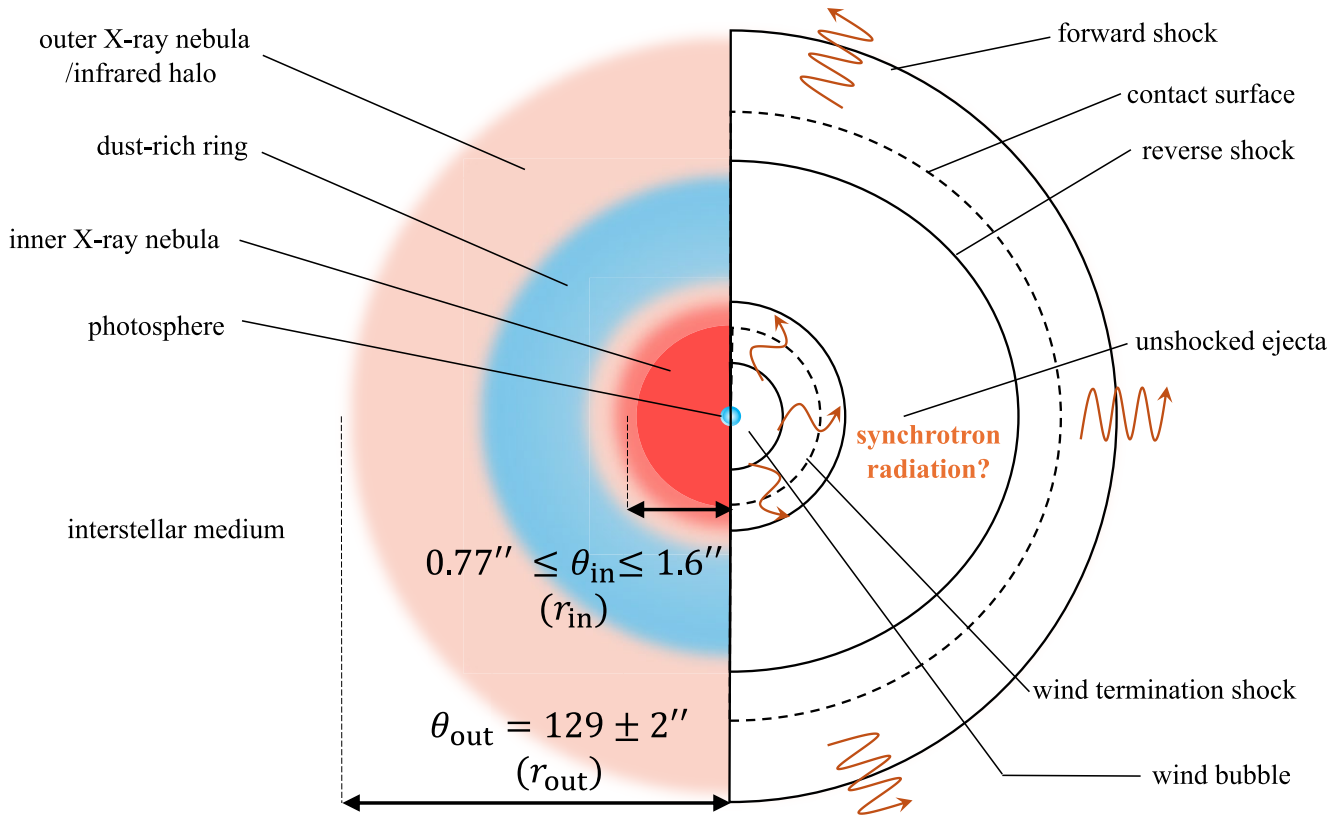 outer X-ray nebula
/infrared halo
dust-rich ring
inner X-ray nebula
photosphere
interstellar medium
0.77″ ≤ θin ≤ 1.6″
(rin)
θout = 129 ± 2″
(rout)
forward shock
contact surface
reverse shock
unshocked ejecta
synchrotron
radiation?
wind termination shock
wind bubble